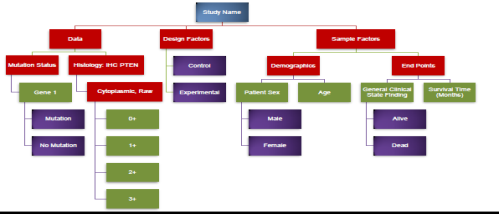 Study Name
Data
Design Factors
Sample Factors
Mutation Status
Histology: IHC PTEN
Control
Demographics
End Points
Gene 1
Cytoplasmic, Raw
Experimental
Patient Sex
Age
General Clinical
State Finding
Survival Time
(Months)
Mutation
0+
Male
Alive
No Mutation
1+
Female
Dead
2+
3+